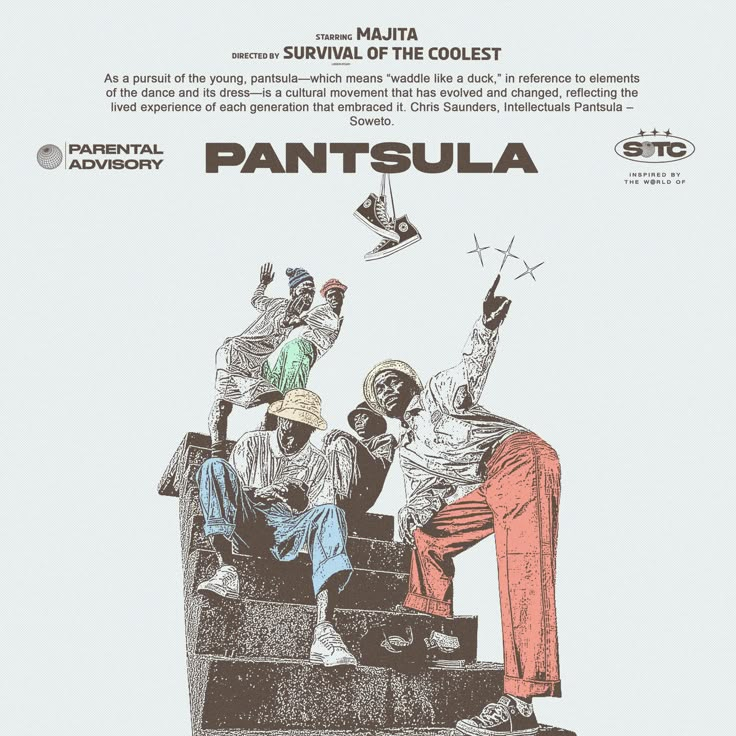 STARRING MAJITA
DIRECTED BY SURVIVAL OF THE COOLEST
As a pursuit of the young, pantsula—which means “waddle like a duck,” in reference to elements
of the dance and its dress—is a cultural movement that has evolved and changed, reflecting the
lived experience of each generation that embraced it. Chris Saunders, Intellectuals Pantsula –
Soweto.
PARENTAL
ADVISORY
PANTSULA
SOTC
INSPIRED BY
THE W@RLD OF